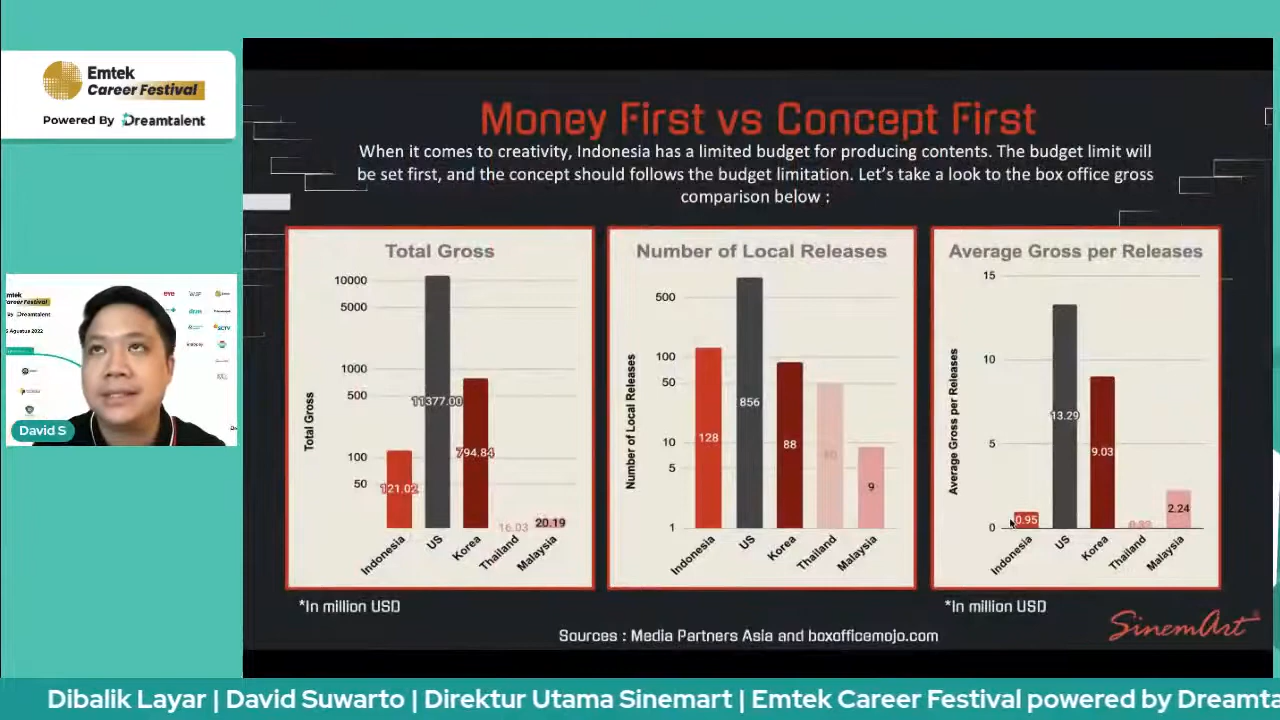 Emtek
Career Festival
Powered By Dreamtalent
Money First vs Concept First
When it comes to creativity, Indonesia has a limited budget for producing contents. The budget limit will
be set first, and the concept should follows the budget limitation. Let's take a look to the box office gross
comparison below :
Total Gross
Total Gross
10000
5000
1000
500
100
50
121.02
11377.00
794.84
16.03
20.19
Indonesia
US
Korea
Thailand
Malaysia
*In million USD
Number of Local Releases
Number of Local Releases
500
100
50
10
5
1
128
856
88
9
Indonesia
US
Korea
Thailand
Malaysia
Average Gross per Releases
Average Gross per Releases
15
10
5
0
0.95
13.29
9.03
2.24
Indonesia
US
Korea
Thailand
Malaysia
*In million USD
Sources : Media Partners Asia and boxofficemojo.com
SinemArt
David S
Dibalik Layar | David Suwarto | Direktur Utama Sinemart | Emtek Career Festival powered by Dreamta